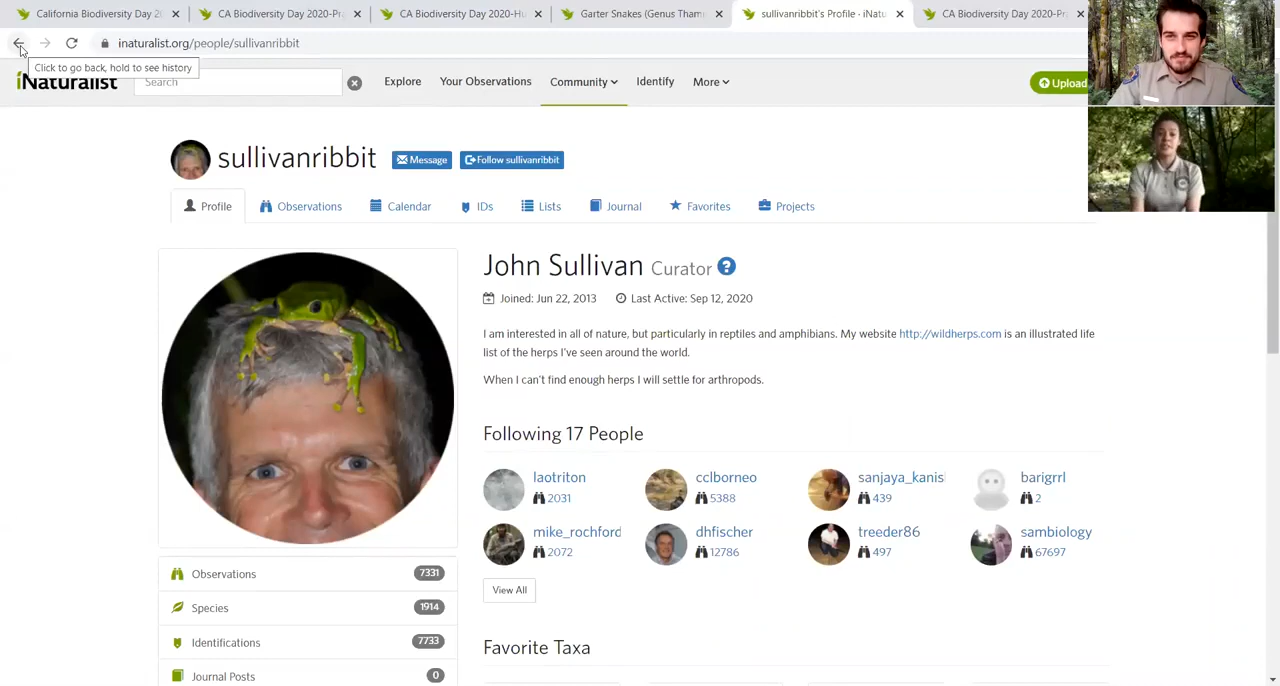 California Biodiversity Day 2
CA Biodiversity Day 2020-Pr
CA Biodiversity Day 2020-Hu
Garter Snakes (Genus Tham
sullivanribbit's Profile · iNatu
CA Biodiversity Day 2020-Pr
inaturalist.org/people/sullivanribbit
Click to go back, hold to see history
iNaturalist
Search
Explore
Your Observations
Community
Identify
More
Upload
sullivanribbit
Message
Follow sullivanribbit
Profile
Observations
Calendar
IDs
Lists
Journal
Favorites
Projects
John Sullivan Curator ?
Joined: Jun 22, 2013 Last Active: Sep 12, 2020
I am interested in all of nature, but particularly in reptiles and amphibians. My website http://wildherps.com is an illustrated life
list of the herps I've seen around the world.
When I can't find enough herps I will settle for arthropods.
Following 17 People
laotriton
2031
cclborneo
5388
sanjaya_kanis
439
barigrrl
2
mike_rochford
2072
dhfischer
12786
treeder86
497
sambiology
67697
View All
Favorite Taxa
Observations 7331
Species 1914
Identifications 7733
Journal Posts 0